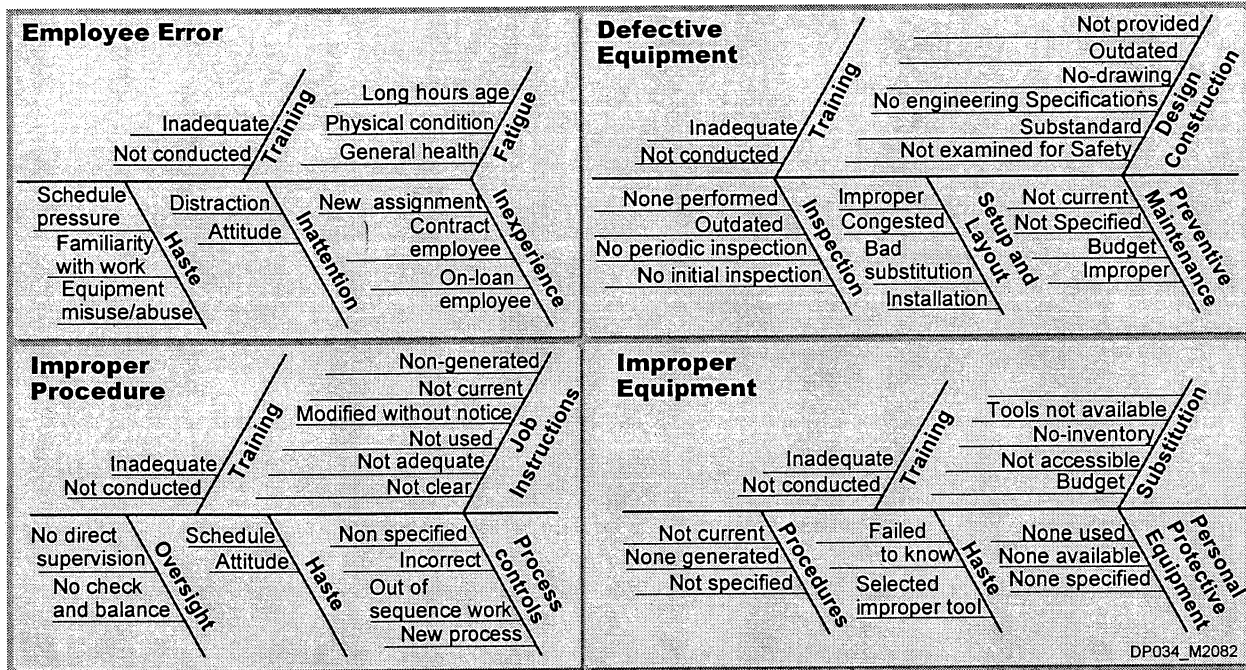 Employee Error
Long hours age
Physical condition
General health
Fatigue
Inadequate
Not conducted
Training
Schedule
pressure
Familiarity
with work
Equipment
misuse/abuse
Haste
Distraction
Attitude
Inattention
New assignment
Contract
employee
On-loan
employee
Inexperience
Defective
Equipment
Inadequate
Not conducted
Training
Not provided
Outdated
No-drawing
No engineering Specifications
Substandard
Not examined for Safety
Design
Construction
None performed
Outdated
No periodic inspection
No initial inspection
Inspection
Improper
Congested
Bad
substitution
Installation
Setup and
Layout
Not current
Not Specified
Budget
Improper
Preventive
Maintenance
Improper
Procedure
Inadequate
Not conducted
Training
Non-generated
Not current
Modified without notice
Not used
Not adequate
Not clear
Job
Instructions
No direct
supervision
No check
and balance
Oversight
Schedule
Attitude
Haste
Non specified
Incorrect
Out of
sequence work
New process
Process
controls
Improper
Equipment
Inadequate
Not conducted
Training
Tools not available
No-inventory
Not accessible
Budget
Substitution
Not current
None generated
Not specified
Procedures
Failed
to know
Selected
improper tool
Haste
None used
None available
None specified
Personal
Protective
Equipment
DP034_M2082